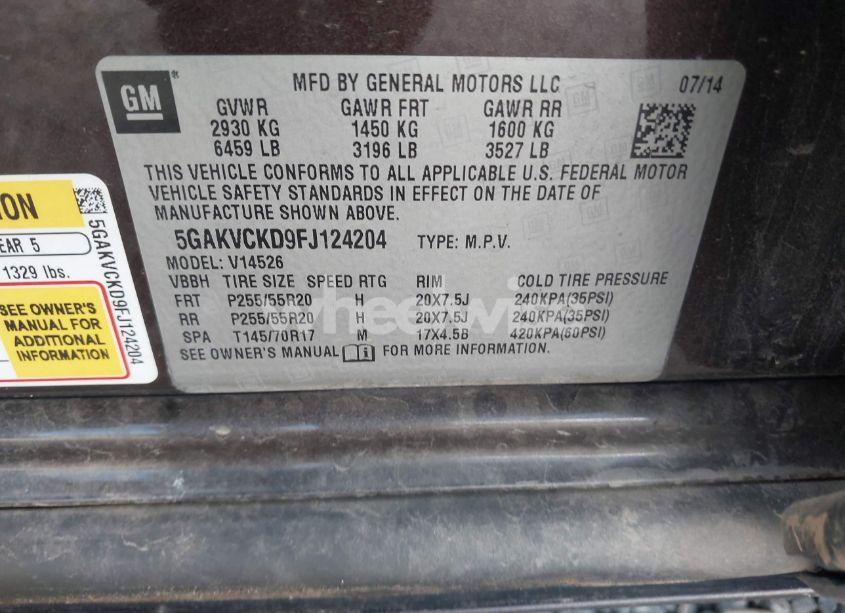 GM
MFD BY GENERAL MOTORS LLC 07/14
GVWR GAWR FRT GAWR RR
2930 KG 1450 KG 1600 KG
6459 LB 3196 LB 3527 LB
THIS VEHICLE CONFORMS TO ALL APPLICABLE U.S. FEDERAL MOTOR
VEHICLE SAFETY STANDARDS IN EFFECT ON THE DATE OF
MANUFACTURE SHOWN ABOVE.
5GAKVCKD9FJ124204 TYPE: M.P.V.
MODEL: V14526
VBBH TIRE SIZE SPEED RTG RIM COLD TIRE PRESSURE
FRT P255/55R20 H 20X7.5J 240KPA(35PSI)
RR P255/55R20 H 20X7.5J 240KPA(35PSI)
SPA T145/70R17 M 17X4.5B 420KPA(60PSI)
SEE OWNER'S MANUAL FOR MORE INFORMATION.
ION
EAR 5
1329 lbs.
SEE OWNER'S
MANUAL FOR
ADDITIONAL
INFORMATION
5GAKVCKD9FJ124204